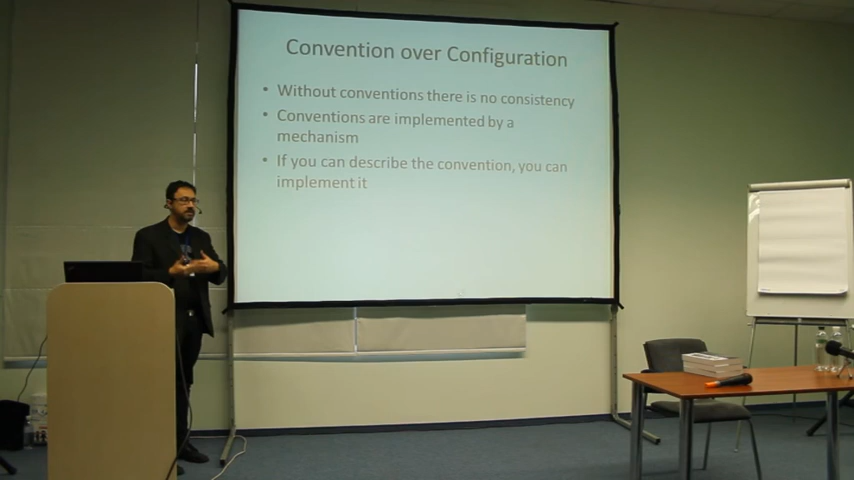 Convention over Configuration
• Without conventions there is no consistency
• Conventions are implemented by a
mechanism
• If you can describe the convention, you can
implement it